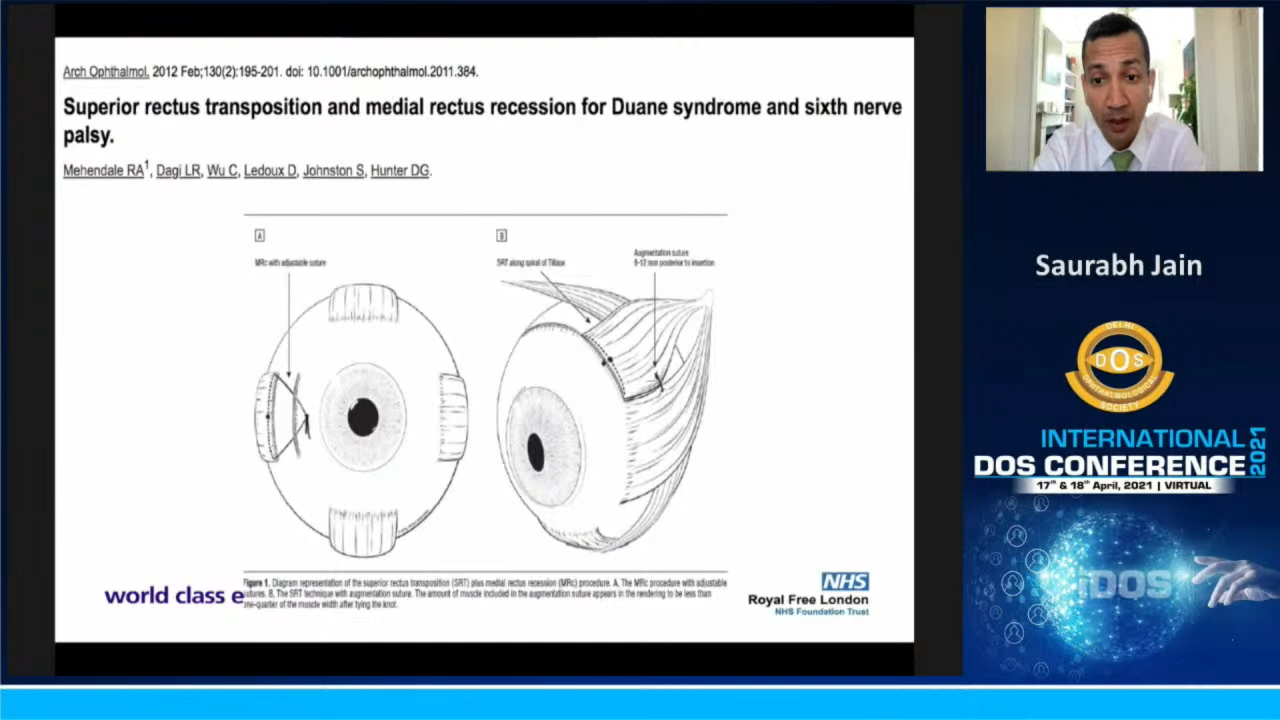 Arch Ophthalmol. 2012 Feb;130(2):195-201. doi: 10.1001/archophthalmol.2011.384.
Superior rectus transposition and medial rectus recession for Duane syndrome and sixth nerve
palsy.
Mehendale RA1, Dagi LR, Wu C, Ledoux D, Johnston S, Hunter DG.
A
MRc with adjustable suture
B
SRT along spiral of Tillaux
Augmentation suture
8-12 mm posterior to insertion
Figure 1. Diagram representation of the superior rectus transposition (SRT) plus medial rectus recession (MRc) procedure. A, The MRc procedure with adjustable
sutures. B, The SRT technique with augmentation suture. The amount of muscle included in the augmentation suture appears in the rendering to be less than
one-quarter of the muscle width after tying the knot.
world class e
NHS
Royal Free London
NHS Foundation Trust
Saurabh Jain
DELHI
DOS
OPHTHALMOLOGICAL
SOCIETY
INTERNATIONAL
DOS CONFERENCE
2021
17th & 18th April, 2021 | VIRTUAL
iDOS